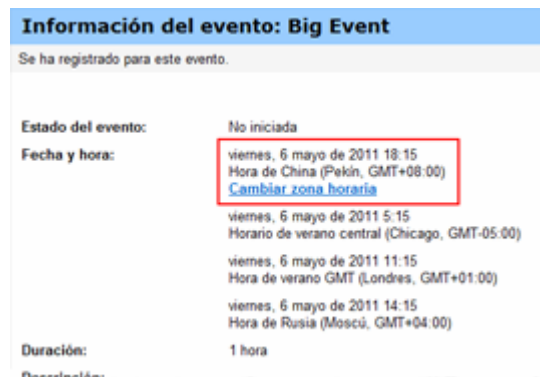 Información del evento: Big Event
Se ha registrado para este evento.
Estado del evento: No iniciada
Fecha y hora: viernes, 6 mayo de 2011 18:15
Hora de China (Pekín, GMT+08:00)
Cambiar zona horaria
viernes, 6 mayo de 2011 5:15
Horario de verano central (Chicago, GMT-05:00)
viernes, 6 mayo de 2011 11:15
Hora de verano GMT (Londres, GMT+01:00)
viernes, 6 mayo de 2011 14:15
Hora de Rusia (Moscú, GMT+04:00)
Duración: 1 hora